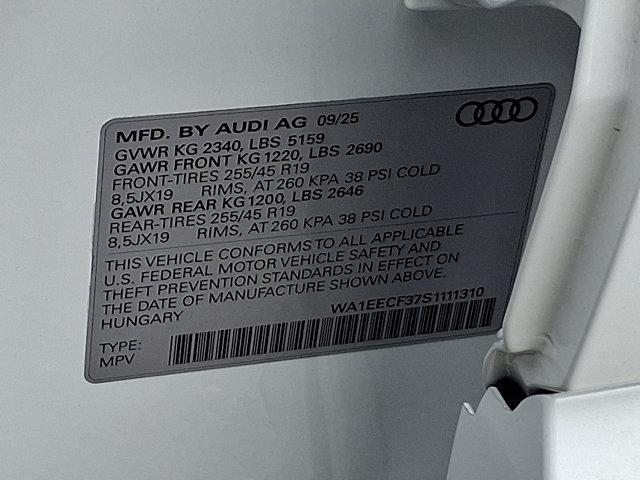 MFD. BY AUDI AG 09/25
GVWR KG 2340, LBS 5159
GAWR FRONT KG 1220, LBS 2690
FRONT-TIRES 255/45 R19
8,5JX19 RIMS, AT 260 KPA 38 PSI COLD
GAWR REAR KG1200, LBS 2646
REAR-TIRES 255/45 R19
8,5JX19 RIMS, AT 260 KPA 38 PSI COLD
THIS VEHICLE CONFORMS TO ALL APPLICABLE
U.S. FEDERAL MOTOR VEHICLE SAFETY AND
THEFT PREVENTION STANDARDS IN EFFECT ON
THE DATE OF MANUFACTURE SHOWN ABOVE.
HUNGARY WA1EECF37S1111310
TYPE:
MPV